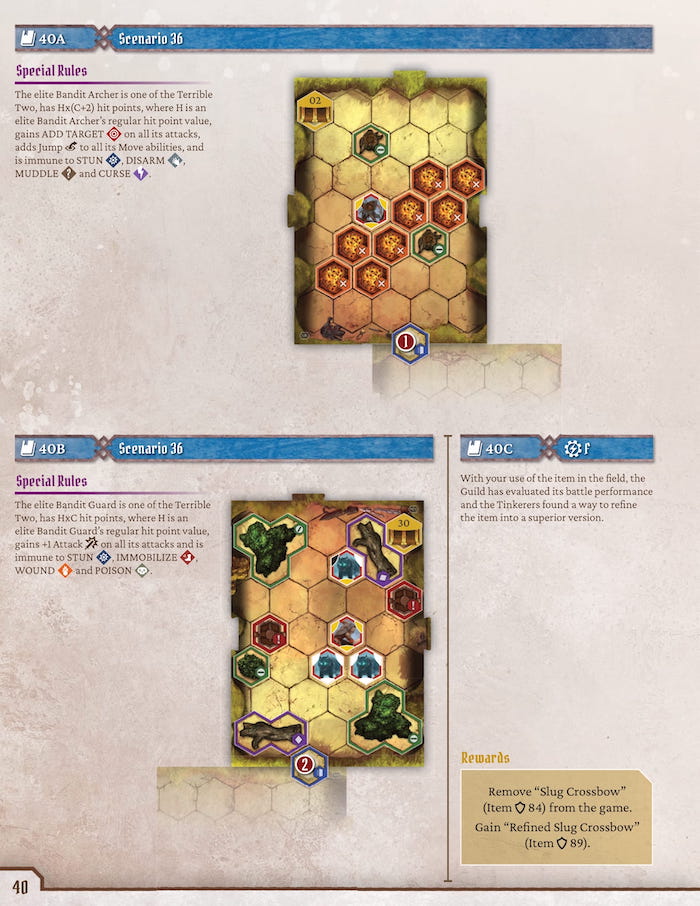 40A
Scenario 36
Special Rules
The elite Bandit Archer is one of the Terrible
Two, has Hx(C+2) hit points, where H is an
elite Bandit Archer's regular hit point value,
gains ADD TARGET on all its attacks,
adds Jump to all its Move abilities, and
is immune to STUN, DISARM,
MUDDLE ? and CURSE.
02
1
40B
Scenario 36
Special Rules
The elite Bandit Guard is one of the Terrible
Two, has HxC hit points, where H is an
elite Bandit Guard's regular hit point value,
gains +1 Attack on all its attacks and is
immune to STUN, IMMOBILIZE,
WOUND and POISON.
30
!
!
2
40C
F
With your use of the item in the field, the
Guild has evaluated its battle performance
and the Tinkerers found a way to refine
the item into a superior version.
Rewards
Remove “Slug Crossbow”
(Item 84) from the game.
Gain “Refined Slug Crossbow”
(Item 89).
40